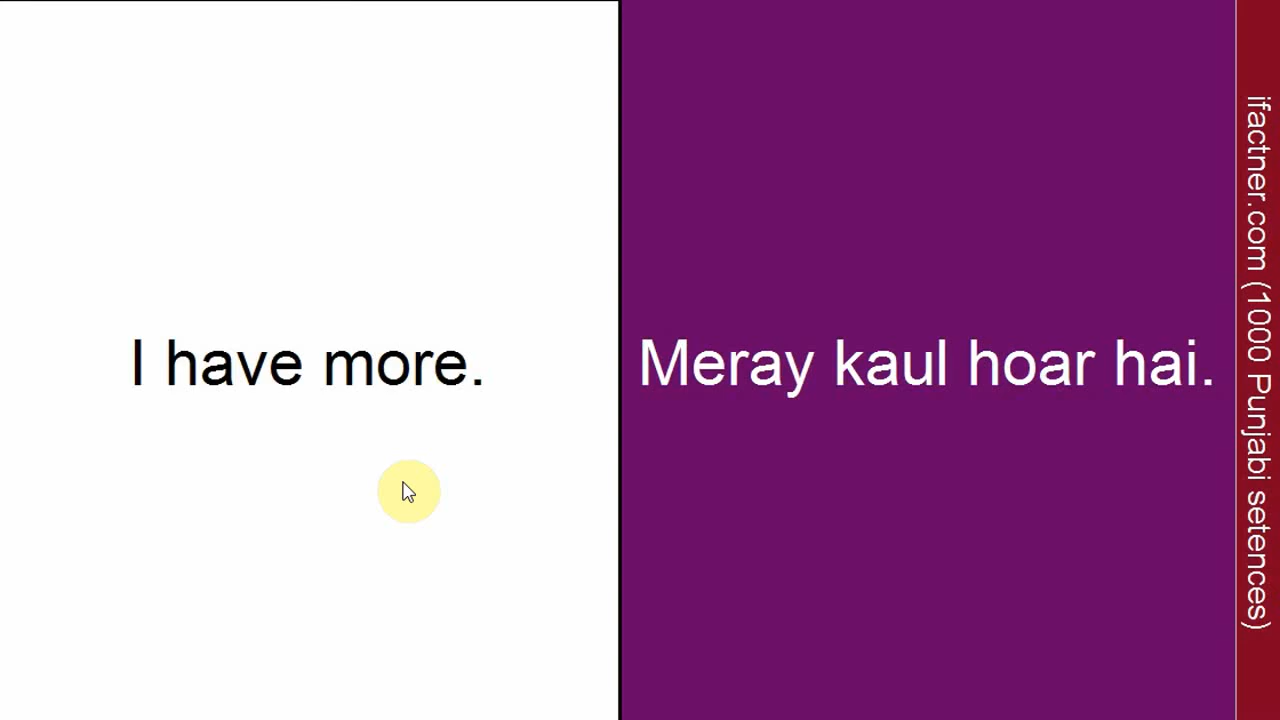 I have more.
Meray kaul hoar hai.
ifactner.com (1000 Punjabi setences)